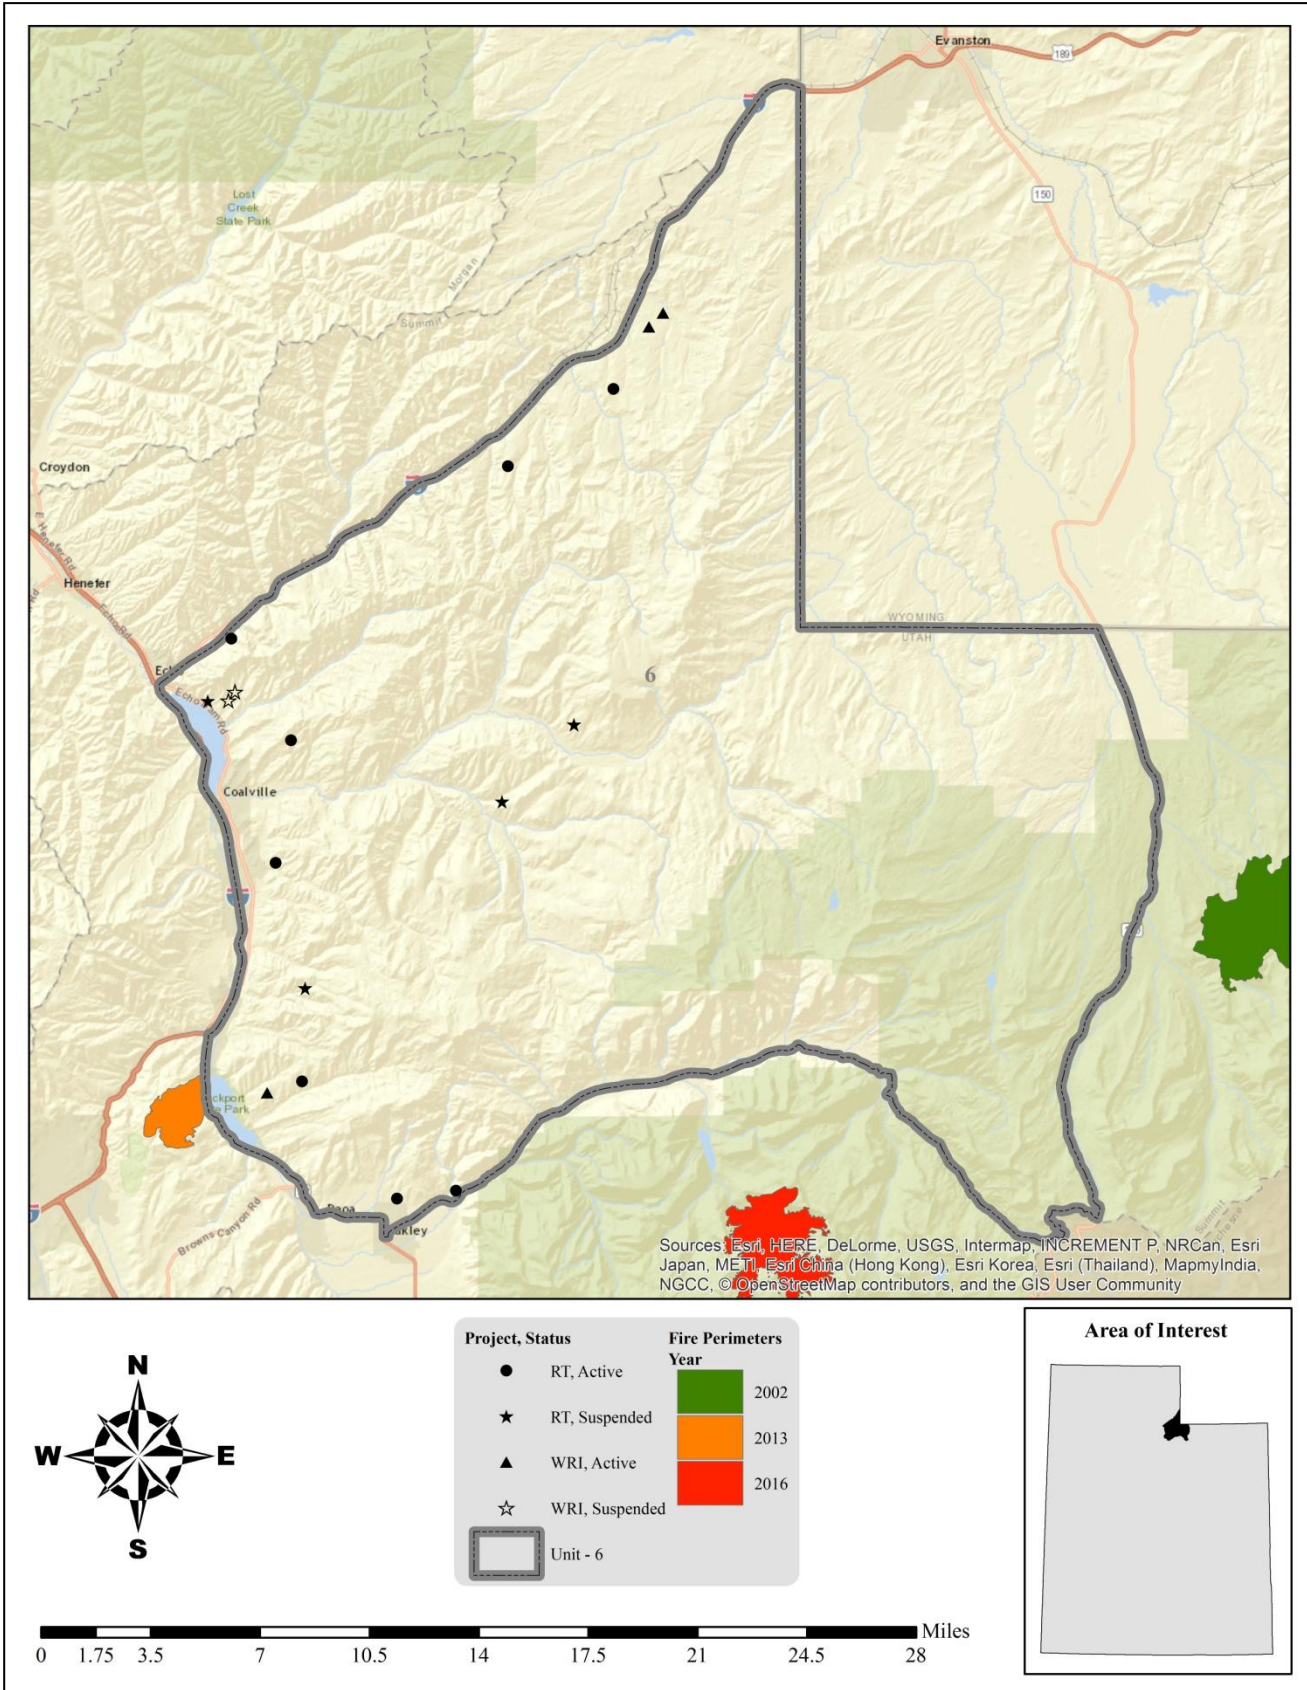 Evanston
189
150
Lost
Creek
State Park
Morgan
Summit
Croydon
E Henefer Rd
Henefer
Echo Rd
WYOMING
UTAH
6
Coalville
Browns Canyon Rd
Summit
Sources: Esri, HERE, DeLorme, USGS, Intermap, INCREMENT P, NRCan, Esri
Japan, METI, Esri China (Hong Kong), Esri Korea, Esri (Thailand), MapmyIndia,
NGCC, © OpenStreetMap contributors, and the GIS User Community
N
W E
S
Project, Status
RT, Active
RT, Suspended
WRI, Active
WRI, Suspended
Unit - 6
Fire Perimeters
Year
2002
2013
2016
Area of Interest
Miles
0 1.75 3.5 7 10.5 14 17.5 21 24.5 28